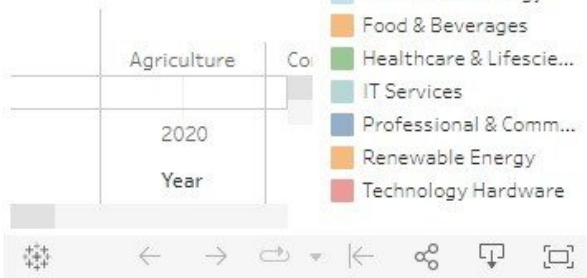 Food & Beverages
Agriculture
Healthcare & Lifescie...
IT Services
Professional & Comm...
2020
Renewable Energy
Year
Technology Hardware